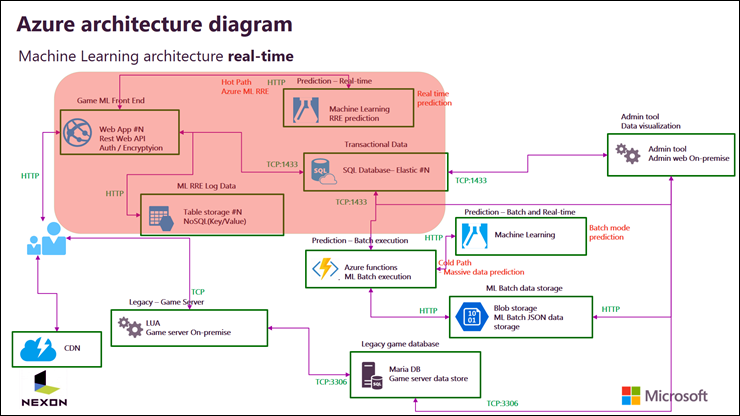 Azure architecture diagram
Machine Learning architecture real-time
Hot Path
Azure ML RRE
HTTP
Prediction – Real-time
Machine Learning
RRE prediction
Real time
prediction
Game ML Front End
Web App #N
Rest Web API
Auth / Encryptyion
Transactional Data
SQL Database– Elastic #N
TCP:1433
TCP:1433
TCP:1433
Admin tool
Data visualization
Admin tool
Admin web On-premise
HTTP
HTTP
ML RRE Log Data
Table storage #N
NoSQL(Key/Value)
Prediction – Batch and Real-time
Machine Learning
Batch mode
prediction
HTTP
Prediction – Batch execution
Azure functions
ML Batch execution
Cold Path
Massive data prediction
TCP
ML Batch data storage
Blob storage
ML Batch JSON data
storage
10
01
HTTP
HTTP
Legacy – Game Server
LUA
Game server On-premise
CDN
Legacy game database
Maria DB
Game server data store
SQL
SQL
TCP:3306
TCP:3306
NEXON
Microsoft